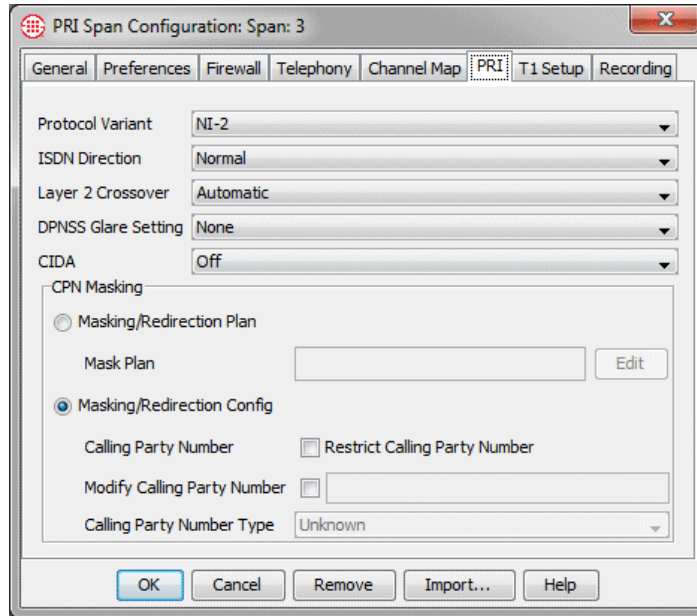 PRI Span Configuration: Span: 3
General Preferences Firewall Telephony Channel Map PRI T1 Setup Recording
Protocol Variant NI-2
ISDN Direction Normal
Layer 2 Crossover Automatic
DPNSS Glare Setting None
CIDA Off
CPN Masking
Masking/Redirection Plan
Mask Plan Edit
Masking/Redirection Config
Calling Party Number Restrict Calling Party Number
Modify Calling Party Number
Calling Party Number Type Unknown
OK Cancel Remove Import... Help